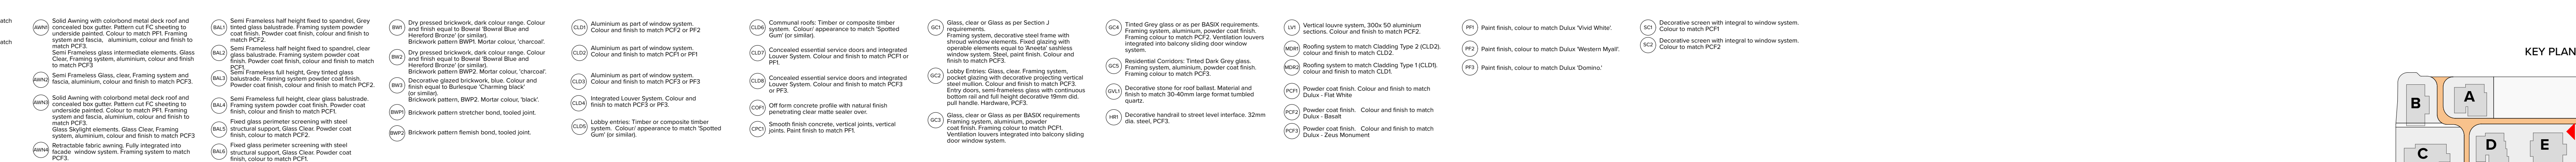 atch
atch
AWN1
Solid Awning with colorbond metal deck roof and
concealed box gutter. Pattern cut FC sheeting to
underside painted. Colour to match PF1. Framing
system and fascia, aluminium, colour and finish to
match PCF3.
Semi Frameless glass intermediate elements. Glass
Clear, Framing system, aluminium, colour and finish
to match PCF3
AWN2
Semi Frameless Glass, clear, Framing system and
fascia, aluminium, colour and finish to match PCF3.
AWN3
Solid Awning with colorbond metal deck roof and
concealed box gutter. Pattern cut FC sheeting to
underside painted. Colour to match PF1. Framing
system and fascia, aluminium, colour and finish to
match PCF3.
Glass Skylight elements. Glass Clear, Framing
system, aluminium, colour and finish to match PCF3
AWN4
Retractable fabric awning. Fully integrated into
facade window system. Framing system to match
PCF3.
BAL1
Semi Frameless half height fixed to spandrel, Grey
tinted glass balustrade. Framing system powder
coat finish. Powder coat finish, colour and finish to
match PCF2.
BAL2
Semi Frameless half height fixed to spandrel, clear
glass balustrade. Framing system powder coat
finish. Powder coat finish, colour and finish to match
PCF1.
BAL3
Semi Frameless full height, Grey tinted glass
balustrade. Framing system powder coat finish.
Powder coat finish, colour and finish to match PCF2.
BAL4
Semi Frameless full height, clear glass balustrade.
Framing system powder coat finish. Powder coat
finish, colour and finish to match PCF1.
BAL5
Fixed glass perimeter screening with steel
structural support, Glass Clear. Powder coat
finish, colour to match PCF2.
BAL6
Fixed glass perimeter screening with steel
structural support, Glass Clear. Powder coat
finish, colour to match PCF1.
BW1
Dry pressed brickwork, dark colour range. Colour
and finish equal to Bowral 'Bowral Blue and
Hereford Bronze' (or similar).
Brickwork pattern BWP1. Mortar colour, 'charcoal'.
BW2
Dry pressed brickwork, dark colour range. Colour
and finish equal to Bowral 'Bowral Blue and
Hereford Bronze' (or similar).
Brickwork pattern BWP2. Mortar colour, 'charcoal'.
BW3
Decorative glazed brickwork, blue. Colour and
finish equal to Burlesque 'Charming black'
(or similar).
Brickwork pattern, BWP2. Mortar colour, 'black'.
BWP1
Brickwork pattern stretcher bond, tooled joint.
BWP2
Brickwork pattern flemish bond, tooled joint.
CLD1
Aluminium as part of window system.
Colour and finish to match PCF2 or PF2
CLD2
Aluminium as part of window system.
Colour and finish to match PCF1 or PF1
CLD3
Aluminium as part of window system.
Colour and finish to match PCF3 or PF3
CLD4
Integrated Louver System. Colour and
finish to match PCF3 or PF3.
CLD5
Lobby entries: Timber or composite timber
system. Colour/ appearance to match 'Spotted
Gum' (or similar).
CLD6
Communal roofs: Timber or composite timber
system. Colour/ appearance to match 'Spotted
Gum' (or similar).
CLD7
Concealed essential service doors and integrated
Louver System. Colour and finish to match PCF1 or
PF1.
CLD8
Concealed essential service doors and integrated
Louver System. Colour and finish to match PCF3
or PF3.
COF1
Off form concrete profile with natural finish
penetrating clear matte sealer over.
CPC1
Smooth finish concrete, vertical joints, vertical
joints. Paint finish to match PF1.
GC1
Glass, clear or Glass as per Section J
requirements.
Framing system, decorative steel frame with
shroud window elements. Fixed glazing with
operable elements equal to 'Aneeta' sashless
window system. Steel, paint finish. Colour and
finish to match PCF3.
GC2
Lobby Entries: Glass, clear. Framing system,
pocket glazing with decorative projecting vertical
steel mullion. Colour and finish to match PCF3.
Entry doors, semi-frameless glass with continuous
bottom rail and full height decorative 19mm dia.
pull handle. Hardware, PCF3.
GC3
Glass, clear or Glass as per BASIX requirements
Framing system, aluminium, powder
coat finish. Framing colour to match PCF1.
Ventilation louvers integrated into balcony sliding
door window system.
GC4
Tinted Grey glass or as per BASIX requirements.
Framing system, aluminium, powder coat finish.
Framing colour to match PCF2. Ventilation louvers
integrated into balcony sliding door window
system.
GC5
Residential Corridors: Tinted Dark Grey glass.
Framing system, aluminium, powder coat finish.
Framing colour to match PCF3.
GVL1
Decorative stone for roof ballast. Material and
finish to match 30-40mm large format tumbled
quartz.
HR1
Decorative handrail to street level interface. 32mm
dia. steel, PCF3.
LV1
Vertical louvre system, 300x 50 aluminium
sections. Colour and finish to match PCF2.
MDR1
Roofing system to match Cladding Type 2 (CLD2).
colour and finish to match CLD2.
MDR2
Roofing system to match Cladding Type 1 (CLD1).
colour and finish to match CLD1.
PCF1
Powder coat finish. Colour and finish to match
Dulux - Flat White
PCF2
Powder coat finish. Colour and finish to match
Dulux - Basalt
PCF3
Powder coat finish. Colour and finish to match
Dulux - Zeus Monument
PF1
Paint finish, colour to match Dulux 'Vivid White'.
PF2
Paint finish, colour to match Dulux 'Western Myall'.
PF3
Paint finish, colour to match Dulux 'Domino.'
SC1
Decorative screen with integral to window system.
Colour to match PCF1
SC2
Decorative screen with integral to window system.
Colour to match PCF2
KEY PLAN
B
A
C
D
E